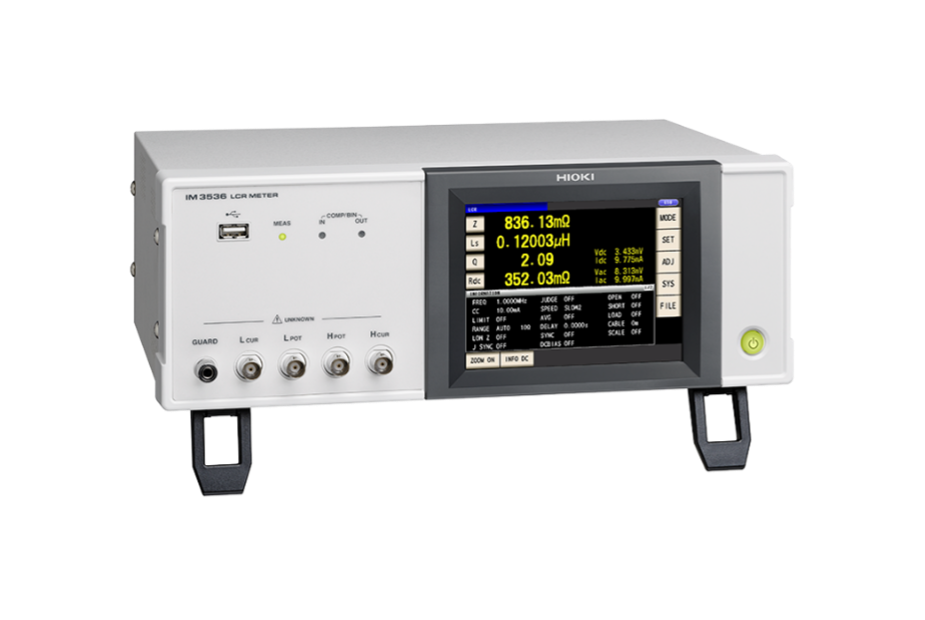 HIOKI
IM 3536 LCR METER
MEAS
COMP/BIN
IN OUT
UNKNOWN
GUARD LCUR LPOT HPOT HCUR
LCR
Z 836.13mΩ
Ls 0.12003μH
Q 2.09
Rdc 352.03mΩ
Vdc 3.433mV
Idc 9.775mA
Vac 8.313mV
Iac 9.997mA
MODE
SET
ADJ
SYS
FILE
INFORMATION
FREQ 1.0000MHz JUDGE OFF OPEN OFF
CC 10.00mA SPEED SLOW2 SHORT OFF
LIMIT OFF AVG OFF LOAD OFF
RANGE AUTO 100 DELAY 0.0000s CABLE 0m
LOW Z OFF SYNC OFF SCALE OFF
J SYNC OFF DCBIAS OFF
ZOOM ON INFO DC